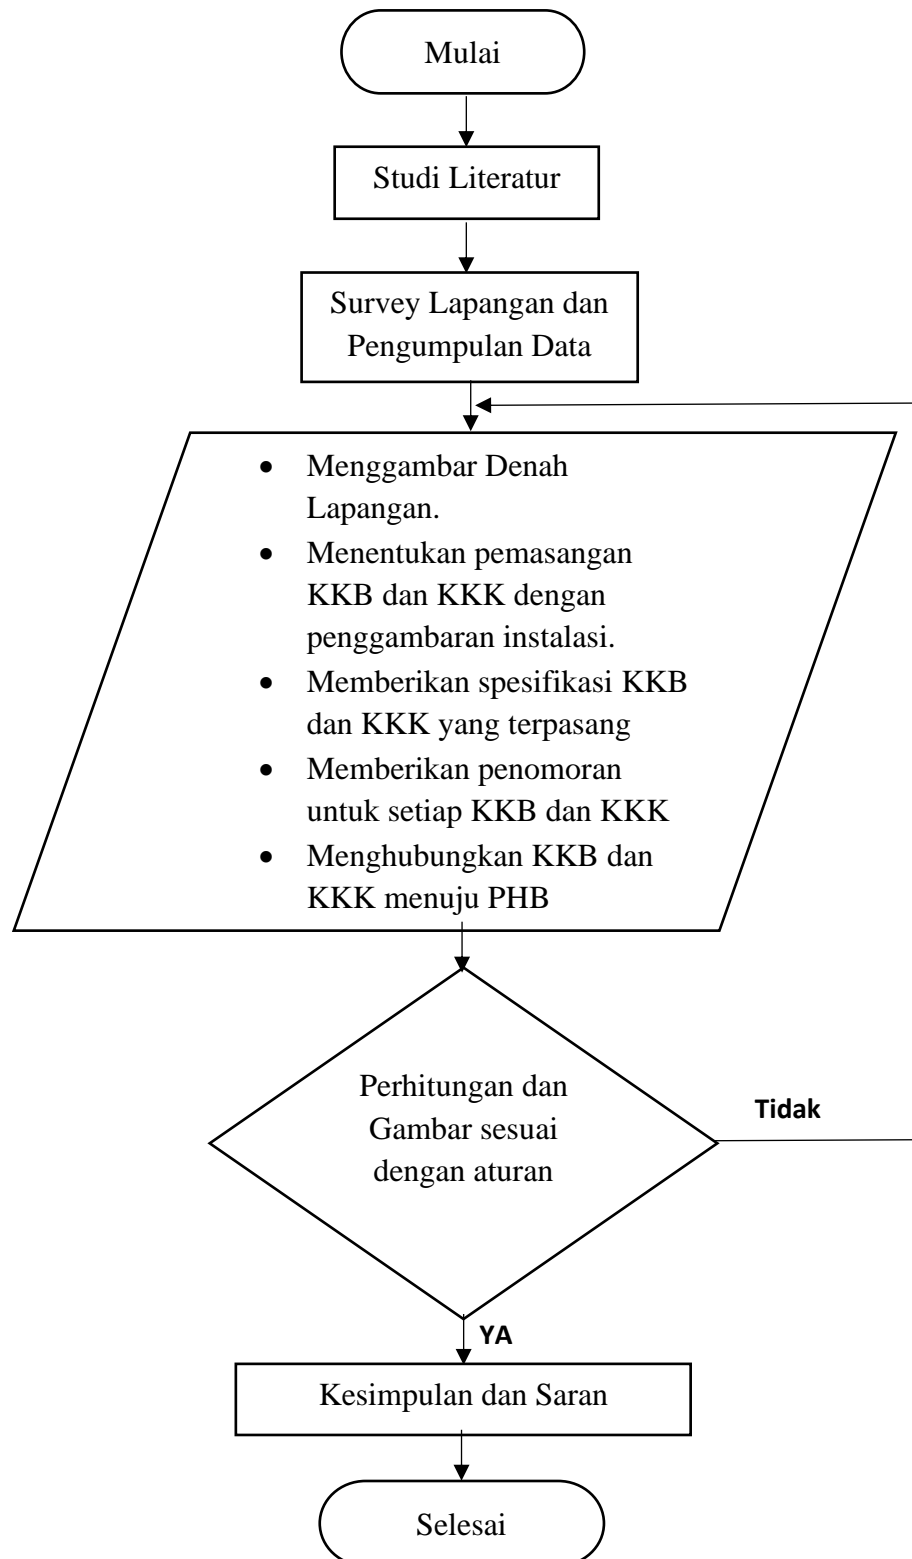 Mulai
Studi Literatur
Survey Lapangan dan
Pengumpulan Data
• Menggambar Denah
Lapangan.
• Menentukan pemasangan
KKB dan KKK dengan
penggambaran instalasi.
• Memberikan spesifikasi KKB
dan KKK yang terpasang
• Memberikan penomoran
untuk setiap KKB dan KKK
• Menghubungkan KKB dan
KKK menuju PHB
Perhitungan dan
Gambar sesuai
dengan aturan
Tidak
YA
Kesimpulan dan Saran
Selesai